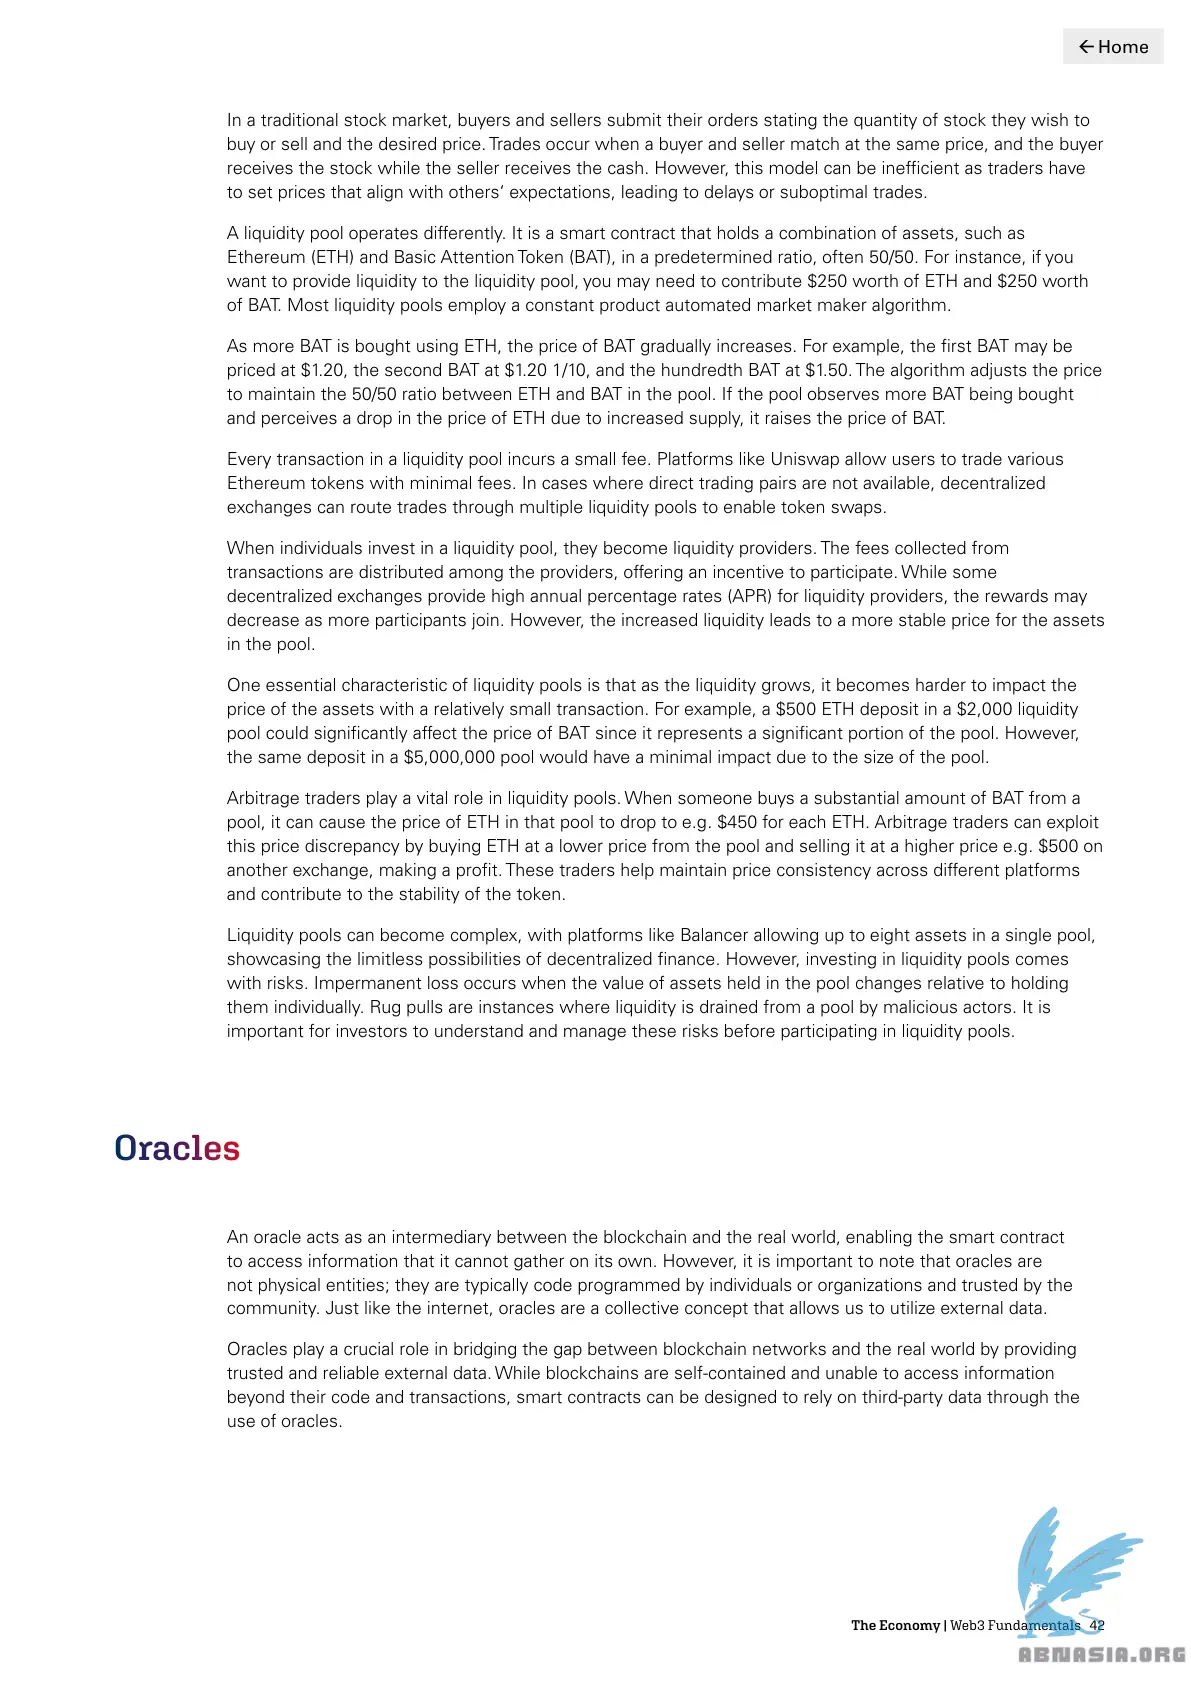 ← Home
In a traditional stock market, buyers and sellers submit their orders stating the quantity of stock they wish to
buy or sell and the desired price. Trades occur when a buyer and seller match at the same price, and the buyer
receives the stock while the seller receives the cash. However, this model can be inefficient as traders have
to set prices that align with others’ expectations, leading to delays or suboptimal trades.
A liquidity pool operates differently. It is a smart contract that holds a combination of assets, such as
Ethereum (ETH) and Basic Attention Token (BAT), in a predetermined ratio, often 50/50. For instance, if you
want to provide liquidity to the liquidity pool, you may need to contribute $250 worth of ETH and $250 worth
of BAT. Most liquidity pools employ a constant product automated market maker algorithm.
As more BAT is bought using ETH, the price of BAT gradually increases. For example, the first BAT may be
priced at $1.20, the second BAT at $1.20 1/10, and the hundredth BAT at $1.50. The algorithm adjusts the price
to maintain the 50/50 ratio between ETH and BAT in the pool. If the pool observes more BAT being bought
and perceives a drop in the price of ETH due to increased supply, it raises the price of BAT.
Every transaction in a liquidity pool incurs a small fee. Platforms like Uniswap allow users to trade various
Ethereum tokens with minimal fees. In cases where direct trading pairs are not available, decentralized
exchanges can route trades through multiple liquidity pools to enable token swaps.
When individuals invest in a liquidity pool, they become liquidity providers. The fees collected from
transactions are distributed among the providers, offering an incentive to participate. While some
decentralized exchanges provide high annual percentage rates (APR) for liquidity providers, the rewards may
decrease as more participants join. However, the increased liquidity leads to a more stable price for the assets
in the pool.
One essential characteristic of liquidity pools is that as the liquidity grows, it becomes harder to impact the
price of the assets with a relatively small transaction. For example, a $500 ETH deposit in a $2,000 liquidity
pool could significantly affect the price of BAT since it represents a significant portion of the pool. However,
the same deposit in a $5,000,000 pool would have a minimal impact due to the size of the pool.
Arbitrage traders play a vital role in liquidity pools. When someone buys a substantial amount of BAT from a
pool, it can cause the price of ETH in that pool to drop to e.g. $450 for each ETH. Arbitrage traders can exploit
this price discrepancy by buying ETH at a lower price from the pool and selling it at a higher price e.g. $500 on
another exchange, making a profit. These traders help maintain price consistency across different platforms
and contribute to the stability of the token.
Liquidity pools can become complex, with platforms like Balancer allowing up to eight assets in a single pool,
showcasing the limitless possibilities of decentralized finance. However, investing in liquidity pools comes
with risks. Impermanent loss occurs when the value of assets held in the pool changes relative to holding
them individually. Rug pulls are instances where liquidity is drained from a pool by malicious actors. It is
important for investors to understand and manage these risks before participating in liquidity pools.
Oracles
An oracle acts as an intermediary between the blockchain and the real world, enabling the smart contract
to access information that it cannot gather on its own. However, it is important to note that oracles are
not physical entities; they are typically code programmed by individuals or organizations and trusted by the
community. Just like the internet, oracles are a collective concept that allows us to utilize external data.
Oracles play a crucial role in bridging the gap between blockchain networks and the real world by providing
trusted and reliable external data. While blockchains are self-contained and unable to access information
beyond their code and transactions, smart contracts can be designed to rely on third-party data through the
use of oracles.
The Economy | Web3 Fundamentals 42
ABNASIA.ORG